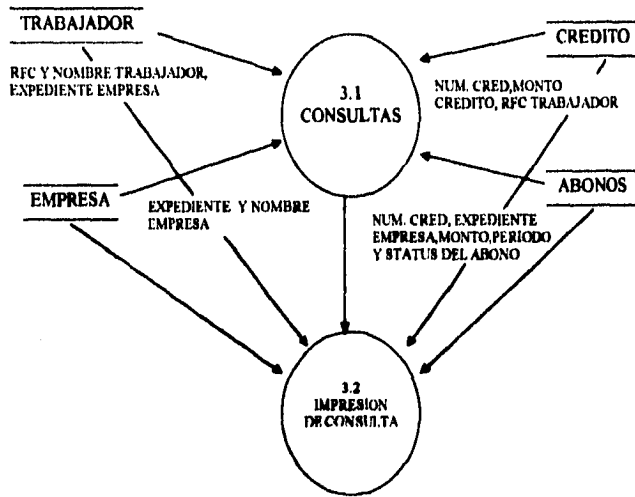 TRABAJADOR
RFC Y NOMBRE TRABAJADOR,
EXPEDIENTE EMPRESA
CREDITO
NUM. CRED,MONTO
CREDITO, RFC TRABAJADOR
3.1
CONSULTAS
EMPRESA
EXPEDIENTE Y NOMBRE
EMPRESA
ABONOS
NUM. CRED, EXPEDIENTE
EMPRESA,MONTO,PERIODO
Y STATUS DEL ABONO
3.2
IMPRESION
DE CONSULTA